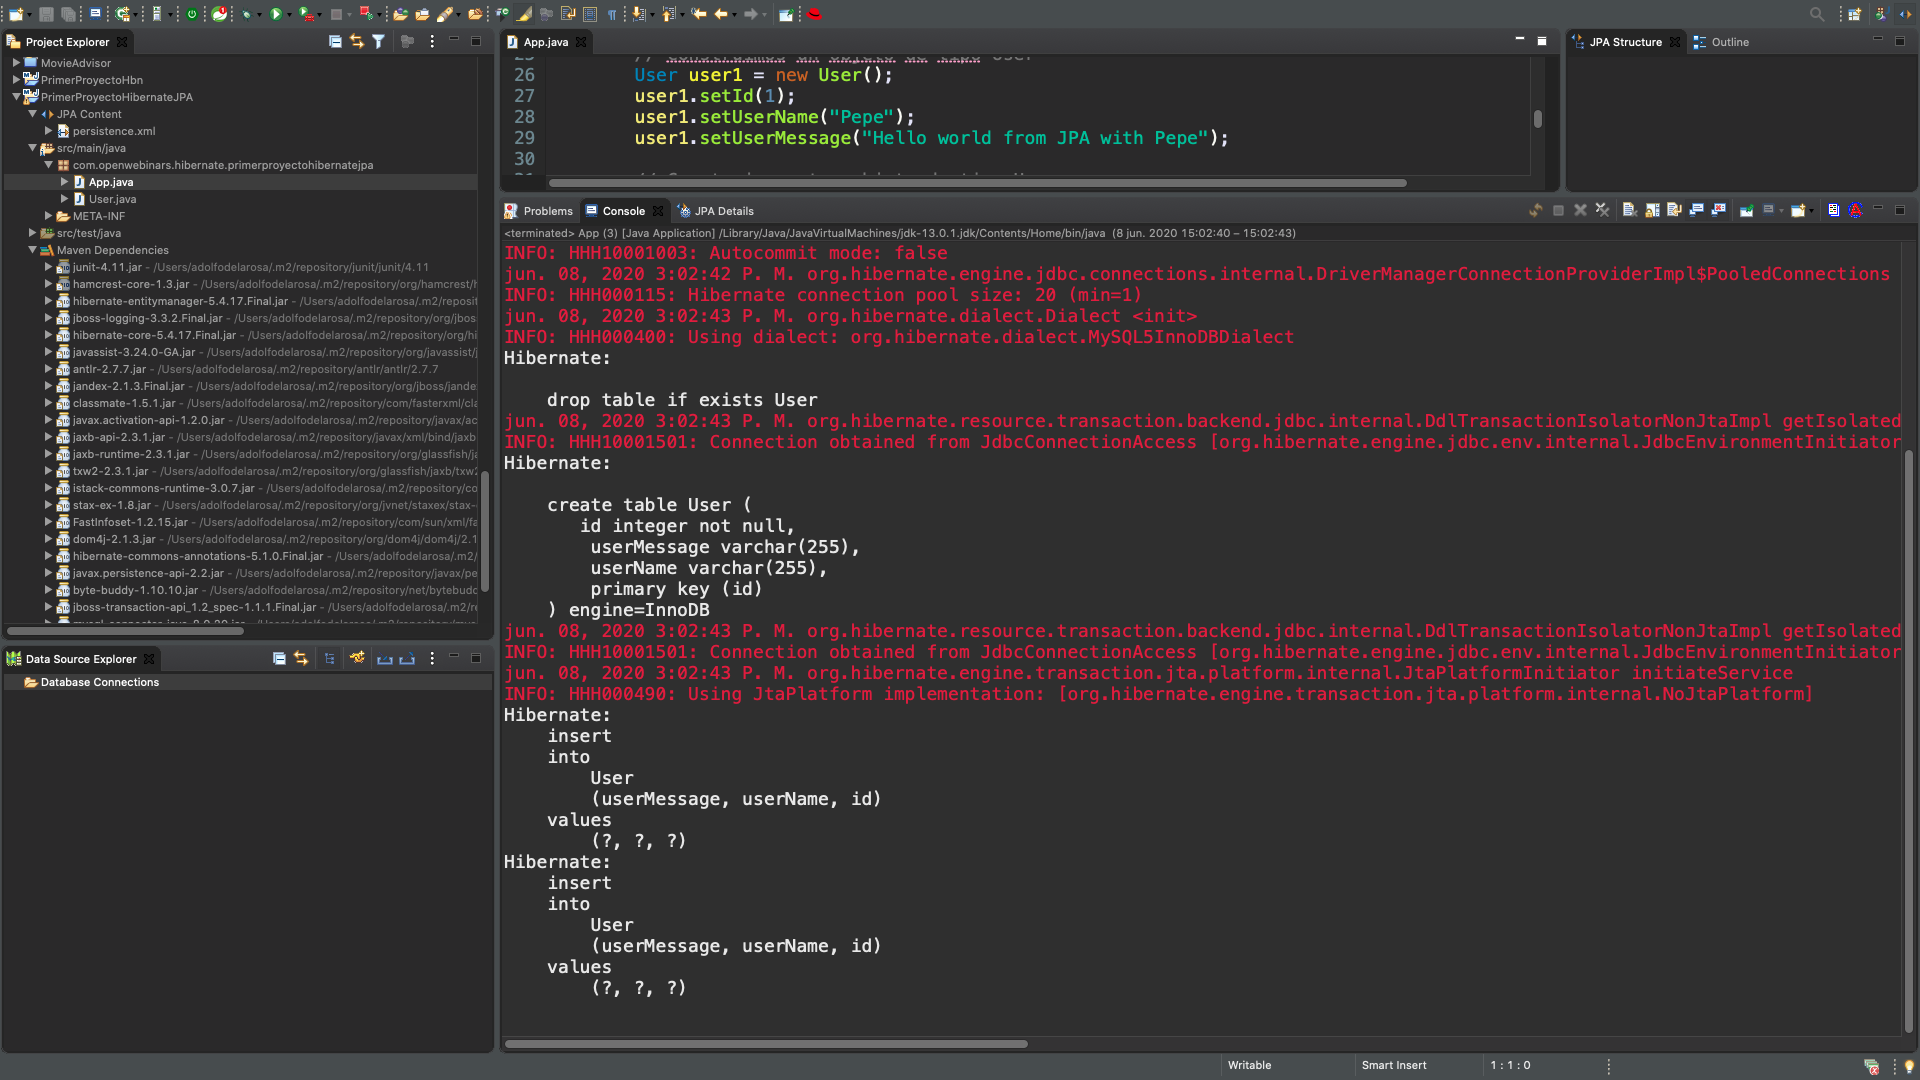 Project Explorer
MovieAdvisor
PrimerProyectoHbn
PrimerProyectoHibernateJPA
JPA Content
persistence.xml
src/main/java
com.openwebinars.hibernate.primerproyectohibernatejpa
App.java
User.java
META-INF
src/test/java
Maven Dependencies
junit-4.11.jar - /Users/adolfodelarosa/.m2/repository/junit/junit/4.11
hamcrest-core-1.3.jar - /Users/adolfodelarosa/.m2/repository/org/hamcrest/h
hibernate-entitymanager-5.4.17.Final.jar - /Users/adolfodelarosa/.m2/reposit
jboss-logging-3.3.2.Final.jar - /Users/adolfodelarosa/.m2/repository/org/jbos
hibernate-core-5.4.17.Final.jar - /Users/adolfodelarosa/.m2/repository/org/hi
javassist-3.24.0-GA.jar - /Users/adolfodelarosa/.m2/repository/org/javassist/j
antlr-2.7.7.jar - /Users/adolfodelarosa/.m2/repository/antlr/antlr/2.7.7
jandex-2.1.3.Final.jar - /Users/adolfodelarosa/.m2/repository/org/jboss/jande
classmate-1.5.1.jar - /Users/adolfodelarosa/.m2/repository/com/fasterxml/cla
javax.activation-api-1.2.0.jar - /Users/adolfodelarosa/.m2/repository/javax/ac
jaxb-api-2.3.1.jar - /Users/adolfodelarosa/.m2/repository/javax/xml/bind/jaxb
jaxb-runtime-2.3.1.jar - /Users/adolfodelarosa/.m2/repository/org/glassfish/ja
txw2-2.3.1.jar - /Users/adolfodelarosa/.m2/repository/org/glassfish/jaxb/txw2
istack-commons-runtime-3.0.7.jar - /Users/adolfodelarosa/.m2/repository/co
stax-ex-1.8.jar - /Users/adolfodelarosa/.m2/repository/org/jvnet/staxex/stax-
FastInfoset-1.2.15.jar - /Users/adolfodelarosa/.m2/repository/com/sun/xml/fa
dom4j-2.1.3.jar - /Users/adolfodelarosa/.m2/repository/org/dom4j/dom4j/2.1
hibernate-commons-annotations-5.1.0.Final.jar - /Users/adolfodelarosa/.m2/
javax.persistence-api-2.2.jar - /Users/adolfodelarosa/.m2/repository/javax/pe
byte-buddy-1.10.10.jar - /Users/adolfodelarosa/.m2/repository/net/bytebudd
jboss-transaction-api_1.2_spec-1.1.1.Final.jar - /Users/adolfodelarosa/.m2/re
Data Source Explorer
Database Connections
App.java
26 User user1 = new User();
27 user1.setId(1);
28 user1.setUserName("Pepe");
29 user1.setUserMessage("Hello world from JPA with Pepe");
30
JPA Structure
Outline
Problems
Console
JPA Details
<terminated> App (3) [Java Application] /Library/Java/JavaVirtualMachines/jdk-13.0.1.jdk/Contents/Home/bin/java (8 jun. 2020 15:02:40 – 15:02:43)
INFO: HHH10001003: Autocommit mode: false
jun. 08, 2020 3:02:42 P. M. org.hibernate.engine.jdbc.connections.internal.DriverManagerConnectionProviderImpl$PooledConnections
INFO: HHH000115: Hibernate connection pool size: 20 (min=1)
jun. 08, 2020 3:02:43 P. M. org.hibernate.dialect.Dialect <init>
INFO: HHH000400: Using dialect: org.hibernate.dialect.MySQL5InnoDBDialect
Hibernate:
drop table if exists User
jun. 08, 2020 3:02:43 P. M. org.hibernate.resource.transaction.backend.jdbc.internal.DdlTransactionIsolatorNonJtaImpl getIsolated
INFO: HHH10001501: Connection obtained from JdbcConnectionAccess [org.hibernate.engine.jdbc.env.internal.JdbcEnvironmentInitiator
Hibernate:
create table User (
id integer not null,
userMessage varchar(255),
userName varchar(255),
primary key (id)
) engine=InnoDB
jun. 08, 2020 3:02:43 P. M. org.hibernate.resource.transaction.backend.jdbc.internal.DdlTransactionIsolatorNonJtaImpl getIsolated
INFO: HHH10001501: Connection obtained from JdbcConnectionAccess [org.hibernate.engine.jdbc.env.internal.JdbcEnvironmentInitiator
jun. 08, 2020 3:02:43 P. M. org.hibernate.engine.transaction.jta.platform.internal.JtaPlatformInitiator initiateService
INFO: HHH000490: Using JtaPlatform implementation: [org.hibernate.engine.transaction.jta.platform.internal.NoJtaPlatform]
Hibernate:
insert
into
User
(userMessage, userName, id)
values
(?, ?, ?)
Hibernate:
insert
into
User
(userMessage, userName, id)
values
(?, ?, ?)
Writable
Smart Insert
1 : 1 : 0